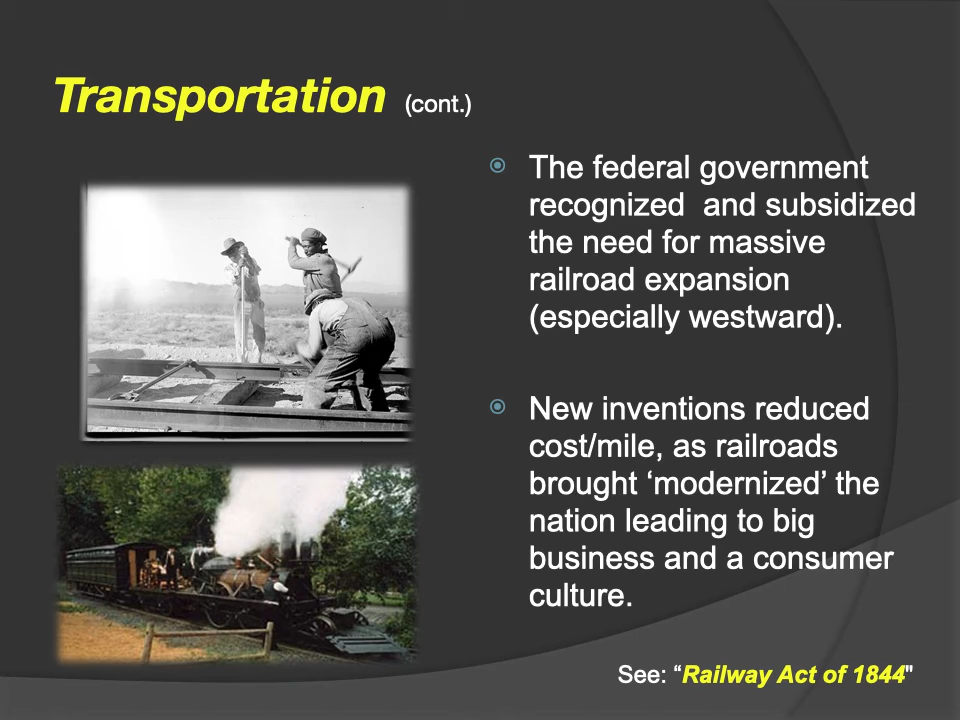 Transportation (cont.)
The federal government
recognized  and subsidized
the need for massive
railroad expansion
(especially westward).
New inventions reduced
cost/mile, as railroads
brought ‘modernized’ the
nation leading to big
business and a consumer
culture.
See: “Railway Act of 1844"